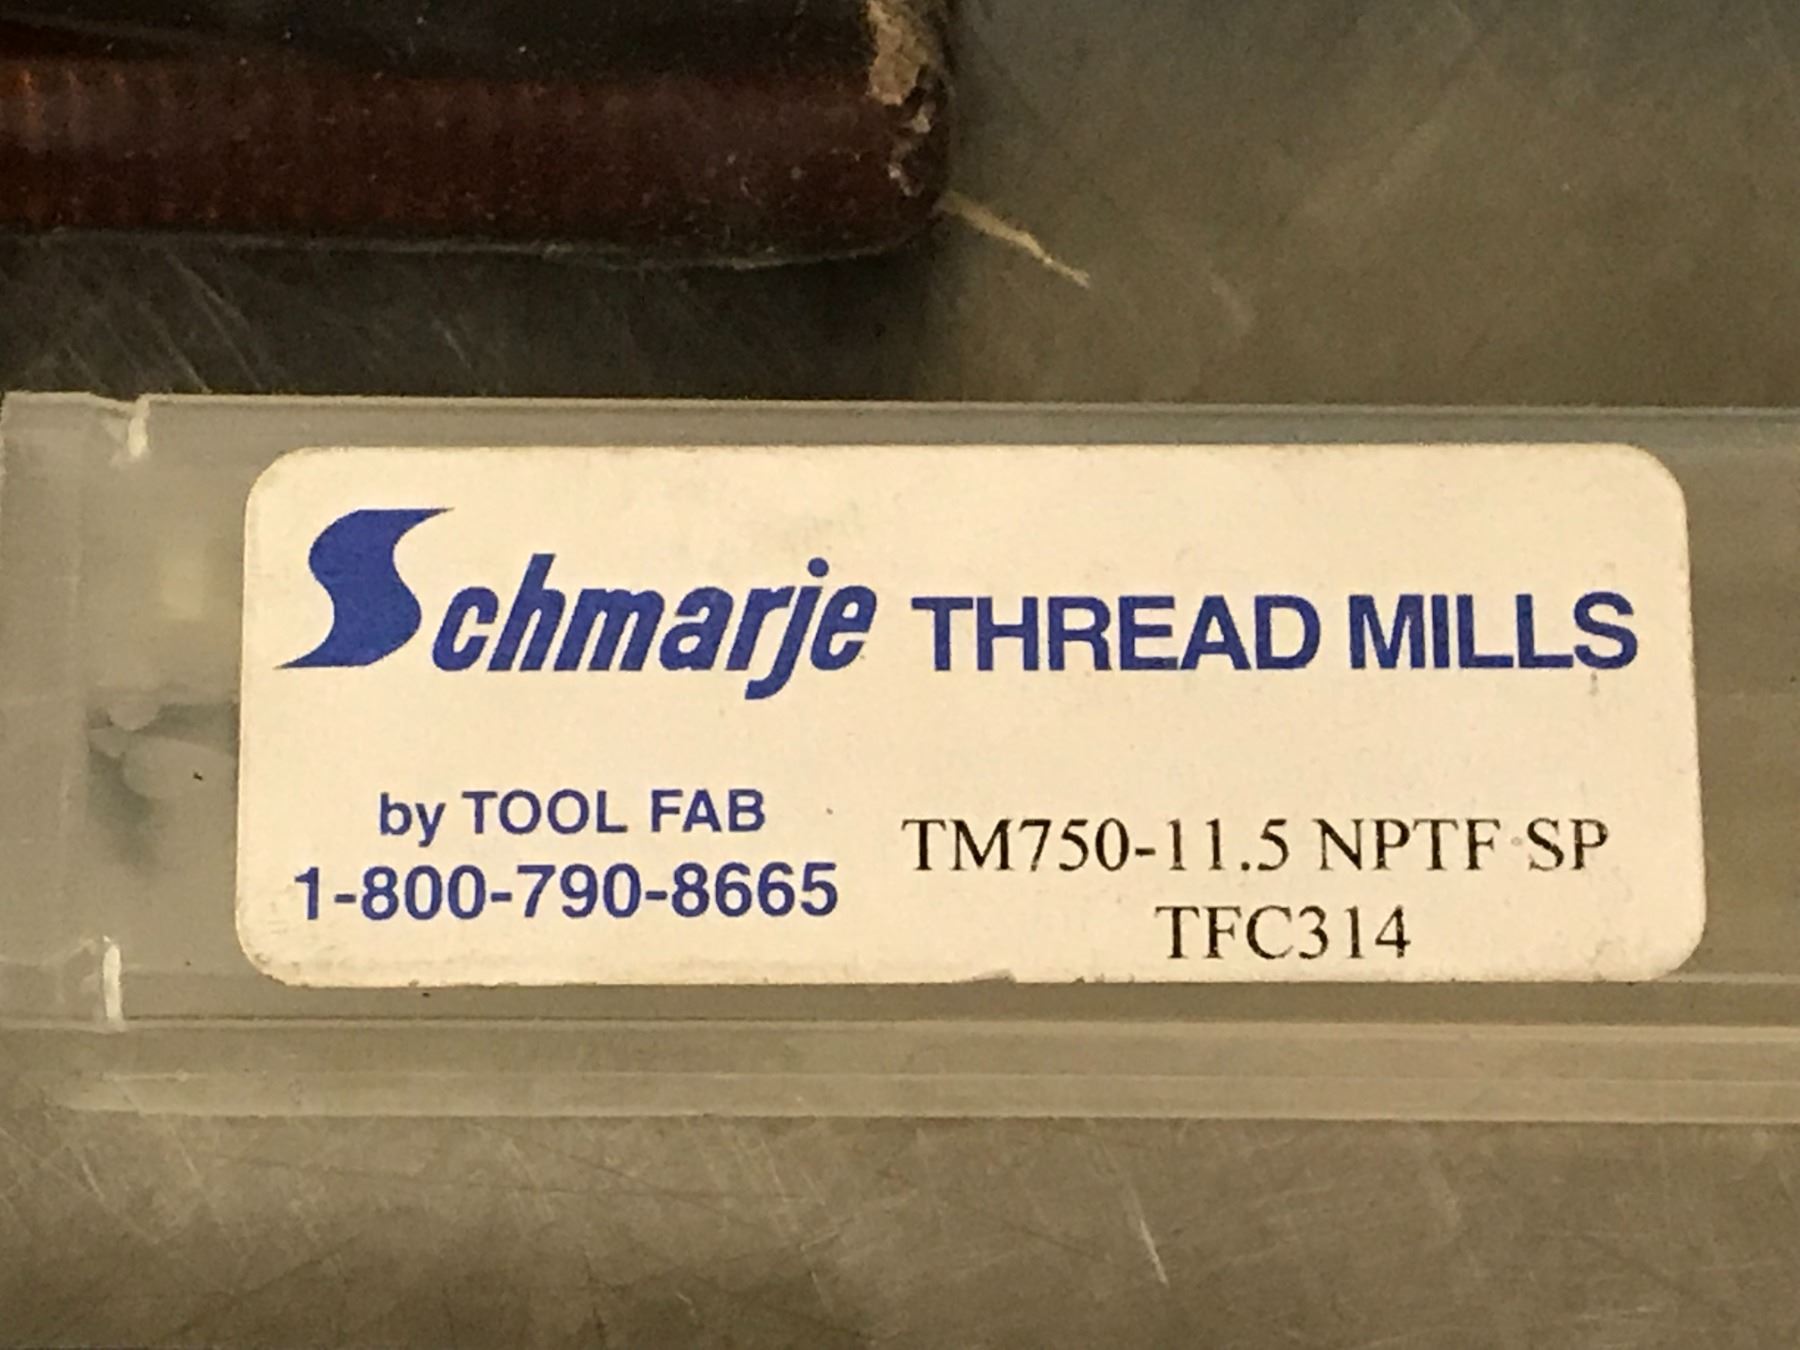 Schmarje THREAD MILLS
by TOOL FAB
1-800-790-8665
TM750-11.5 NPTF SP
TFC314